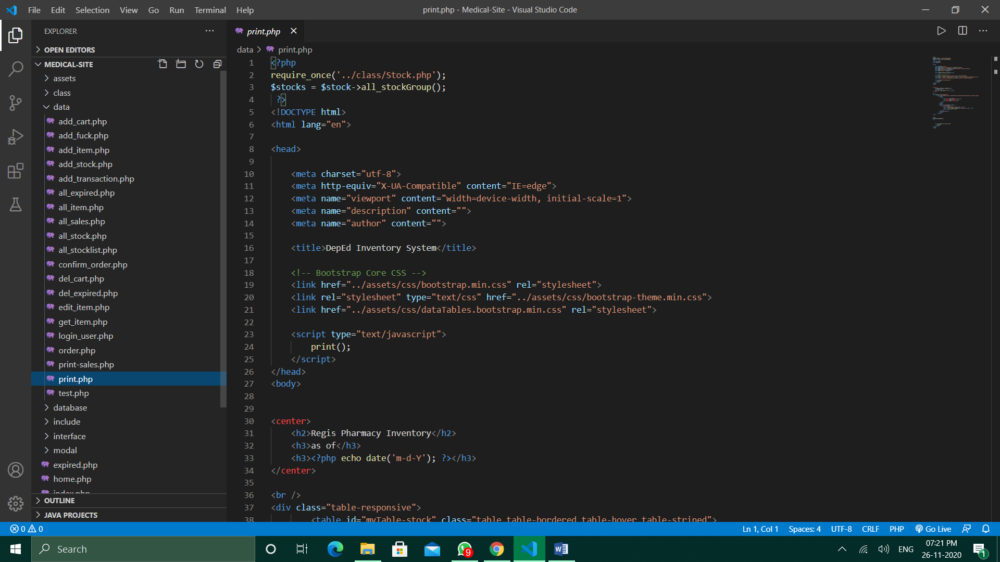 File Edit Selection View Go Run Terminal Help
print.php - Medical-Site - Visual Studio Code
EXPLORER
OPEN EDITORS
MEDICAL-SITE
assets
class
data
add_cart.php
add_fuck.php
add_item.php
add_stock.php
add_transaction.php
all_expired.php
all_item.php
all_sales.php
all_stock.php
all_stocklist.php
confirm_order.php
del_cart.php
del_expired.php
edit_item.php
get_item.php
login_user.php
order.php
print-sales.php
print.php
test.php
database
include
interface
modal
expired.php
home.php
index.php
OUTLINE
JAVA PROJECTS
print.php
data > print.php
1 <?php
2 require_once('../class/Stock.php');
3 $stocks = $stock->all_stockGroup();
4 ?>
5 <!DOCTYPE html>
6 <html lang="en">
7
8 <head>
9
10 <meta charset="utf-8">
11 <meta http-equiv="X-UA-Compatible" content="IE=edge">
12 <meta name="viewport" content="width=device-width, initial-scale=1">
13 <meta name="description" content="">
14 <meta name="author" content="">
15
16 <title>DepEd Inventory System</title>
17
18 <!-- Bootstrap Core CSS -->
19 <link href="../assets/css/bootstrap.min.css" rel="stylesheet">
20 <link rel="stylesheet" type="text/css" href="../assets/css/bootstrap-theme.min.css">
21 <link href="../assets/css/dataTables.bootstrap.min.css" rel="stylesheet">
22
23 <script type="text/javascript">
24 print();
25 </script>
26 </head>
27 <body>
28
29
30 <center>
31 <h2>Regis Pharmacy Inventory</h2>
32 <h3>as of</h3>
33 <h3><?php echo date('m-d-Y'); ?></h3>
34 </center>
35
36 <br />
37 <div class="table-responsive">
38 <table id="myTable-stock" class="table table-bordered table-hover table-striped">
0 0
Ln 1, Col 1 Spaces: 4 UTF-8 CRLF PHP Go Live
Search
9
ENG
07:21 PM
26-11-2020
1